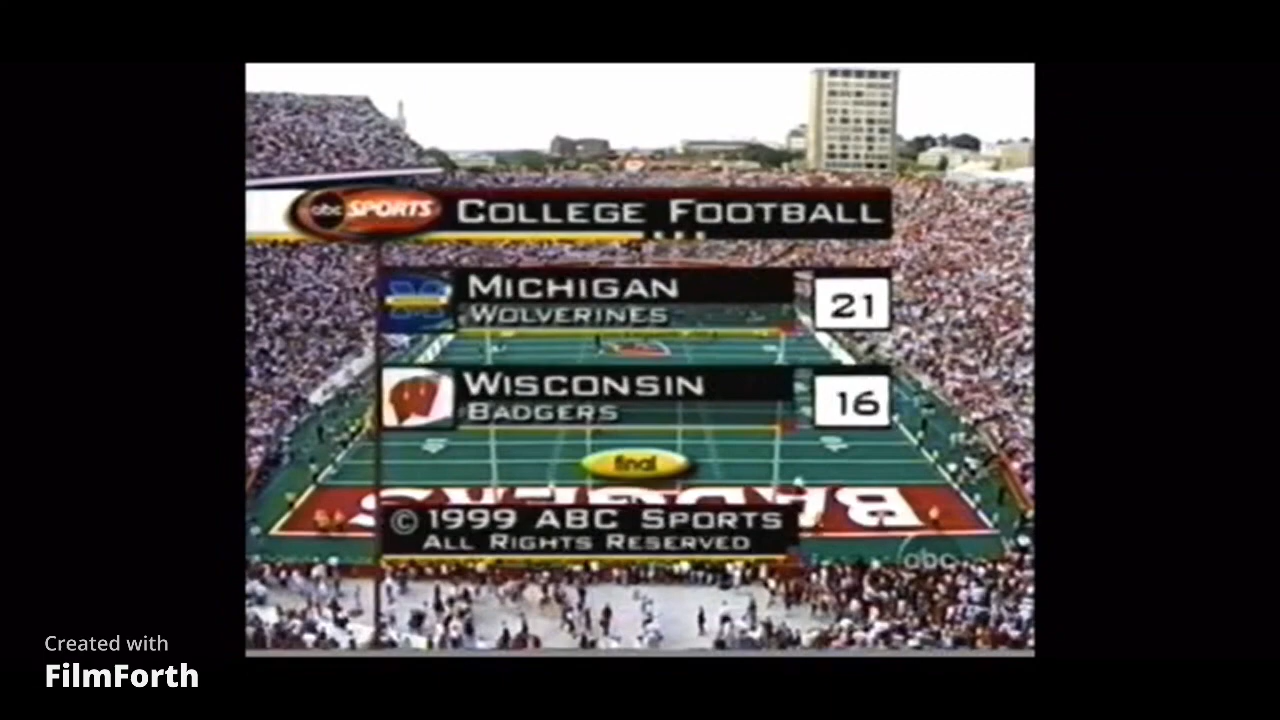 abc SPORTS COLLEGE FOOTBALL
MICHIGAN
WOLVERINES
21
WISCONSIN
BADGERS
16
final
BADGERS
© 1999 ABC SPORTS
ALL RIGHTS RESERVED
abc
Created with
FilmForth